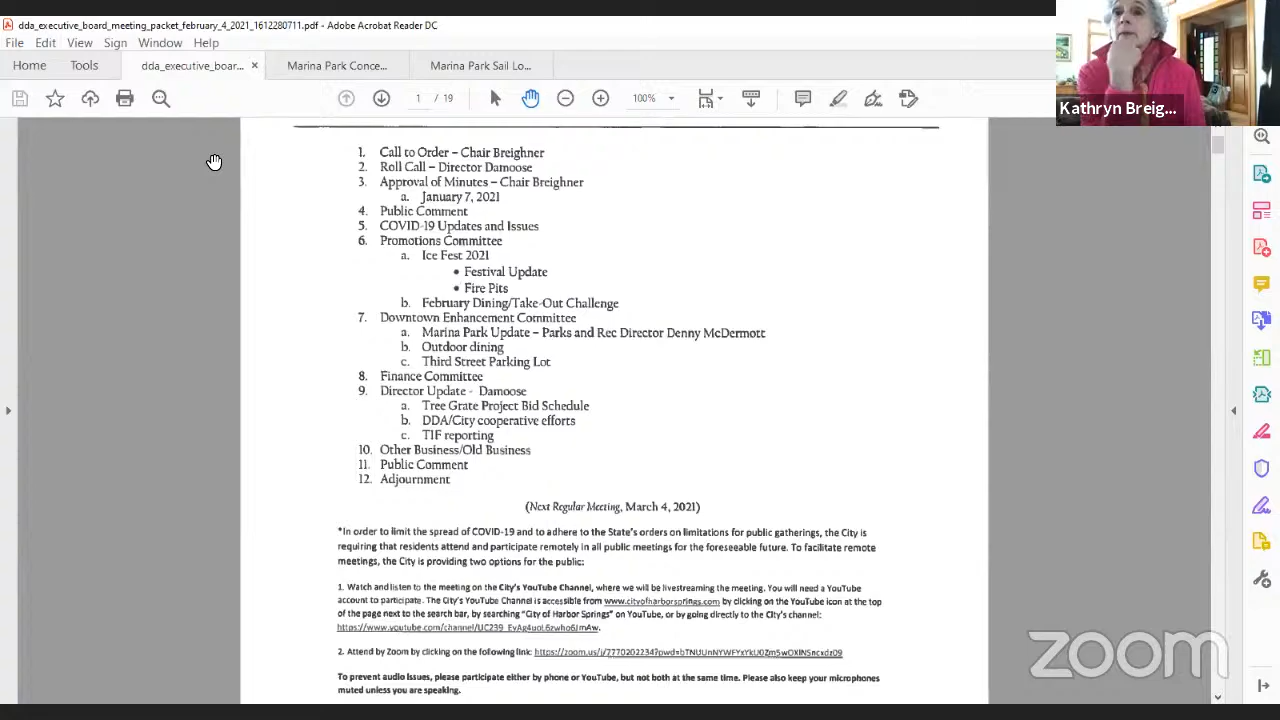 dda_executive_board_meeting_packet_february_4_2021_1612280711.pdf - Adobe Acrobat Reader DC
File Edit View Sign Window Help
Home Tools dda_executive_boar... × Marina Park Conce... Marina Park Sail Lo...
1 / 19 100%
Kathryn Breig...
1. Call to Order – Chair Breighner
2. Roll Call – Director Damoose
3. Approval of Minutes – Chair Breighner
a. January 7, 2021
4. Public Comment
5. COVID-19 Updates and Issues
6. Promotions Committee
a. Ice Fest 2021
• Festival Update
• Fire Pits
b. February Dining/Take-Out Challenge
7. Downtown Enhancement Committee
a. Marina Park Update – Parks and Rec Director Denny McDermott
b. Outdoor dining
c. Third Street Parking Lot
8. Finance Committee
9. Director Update - Damoose
a. Tree Grate Project Bid Schedule
b. DDA/City cooperative efforts
c. TIF reporting
10. Other Business/Old Business
11. Public Comment
12. Adjournment
(Next Regular Meeting, March 4, 2021)
*In order to limit the spread of COVID-19 and to adhere to the State's orders on limitations for public gatherings, the City is
requiring that residents attend and participate remotely in all public meetings for the foreseeable future. To facilitate remote
meetings, the City is providing two options for the public:
1. Watch and listen to the meeting on the City's YouTube Channel, where we will be livestreaming the meeting. You will need a YouTube
account to participate. The City's YouTube Channel is accessible from www.cityofharborsprings.com by clicking on the YouTube icon at the top
of the page next to the search bar, by searching "City of Harbor Springs" on YouTube, or by going directly to the City's channel:
2. Attend by Zoom by clicking on the following link:
To prevent audio issues, please participate either by phone or YouTube, but not both at the same time. Please also keep your microphones
muted unless you are speaking.
zoom